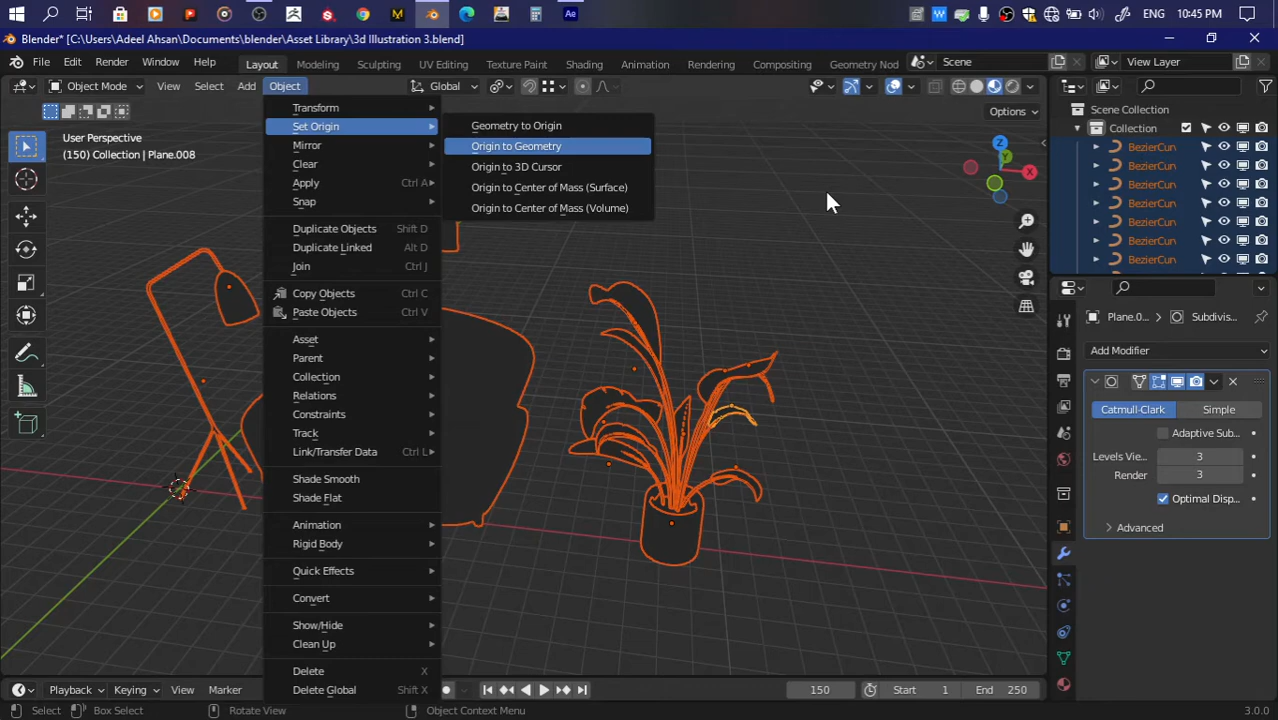 ENG 10:45 PM
Blender* [C:\Users\Adeel Ahsan\Documents\blender\Asset Library\3d Illustration 3.blend]
File Edit Render Window Help Layout Modeling Sculpting UV Editing Texture Paint Shading Animation Rendering Compositing Geometry Nod Scene View Layer
Object Mode View Select Add Object Global
Options
User Perspective
(150) Collection | Plane.008
Transform
Set Origin
Mirror
Clear
Apply Ctrl A
Snap
Duplicate Objects Shift D
Duplicate Linked Alt D
Join Ctrl J
Copy Objects Ctrl C
Paste Objects Ctrl V
Asset
Parent
Collection
Relations
Constraints
Track
Link/Transfer Data Ctrl L
Shade Smooth
Shade Flat
Animation
Rigid Body
Quick Effects
Convert
Show/Hide
Clean Up
Delete X
Delete Global Shift X
Geometry to Origin
Origin to Geometry
Origin to 3D Cursor
Origin to Center of Mass (Surface)
Origin to Center of Mass (Volume)
Z
Y
X
Scene Collection
Collection
BezierCurv
BezierCurv
BezierCurv
BezierCurv
BezierCurv
BezierCurv
BezierCurv
Plane.0... Subdivis...
Add Modifier
Catmull-Clark Simple
Adaptive Sub...
Levels Vie... 3
Render 3
Optimal Disp...
Advanced
Playback Keying View Marker 150 Start 1 End 250
Select Box Select Rotate View Object Context Menu 3.0.0